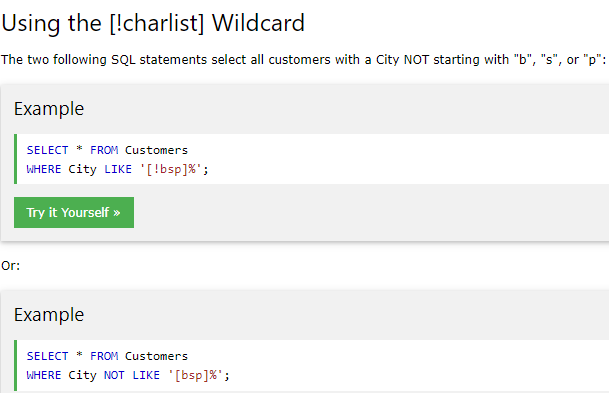 Using the [!charlist] Wildcard
The two following SQL statements select all customers with a City NOT starting with "b", "s", or "p":
Example
SELECT * FROM Customers
WHERE City LIKE '[!bsp]%';
Try it Yourself »
Or:
Example
SELECT * FROM Customers
WHERE City NOT LIKE '[bsp]%';